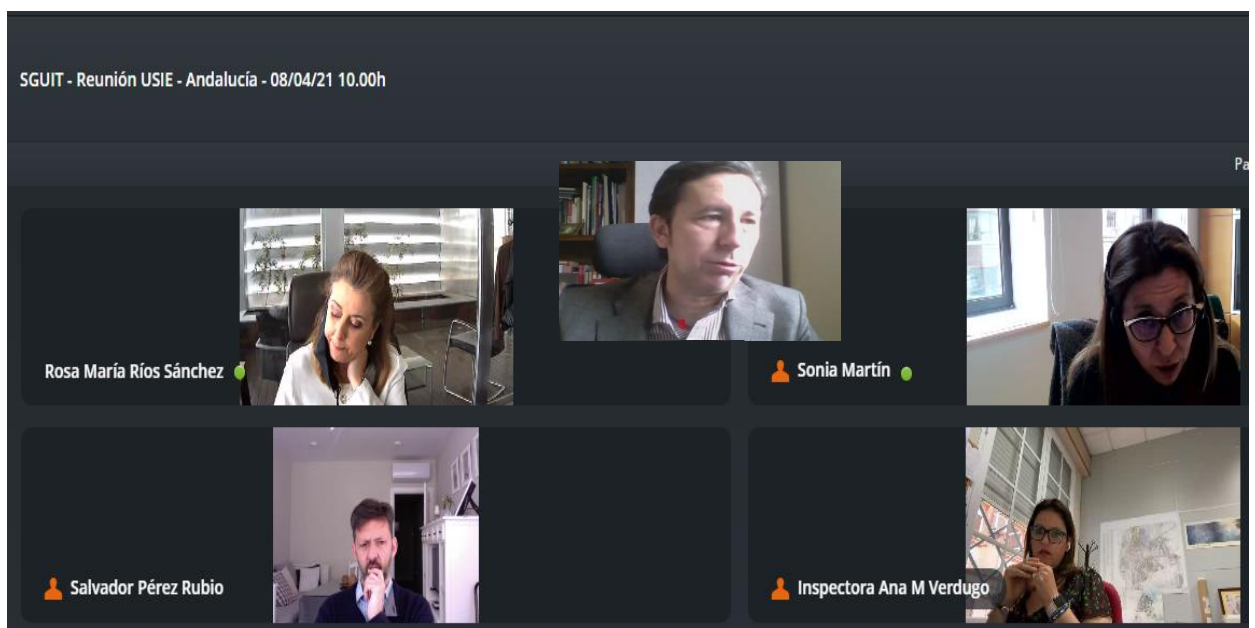 SGUIT - Reunión USIE - Andalucía - 08/04/21 10.00h
Pa
Rosa María Ríos Sánchez
Sonia Martín
Salvador Pérez Rubio
Inspectora Ana M Verdugo